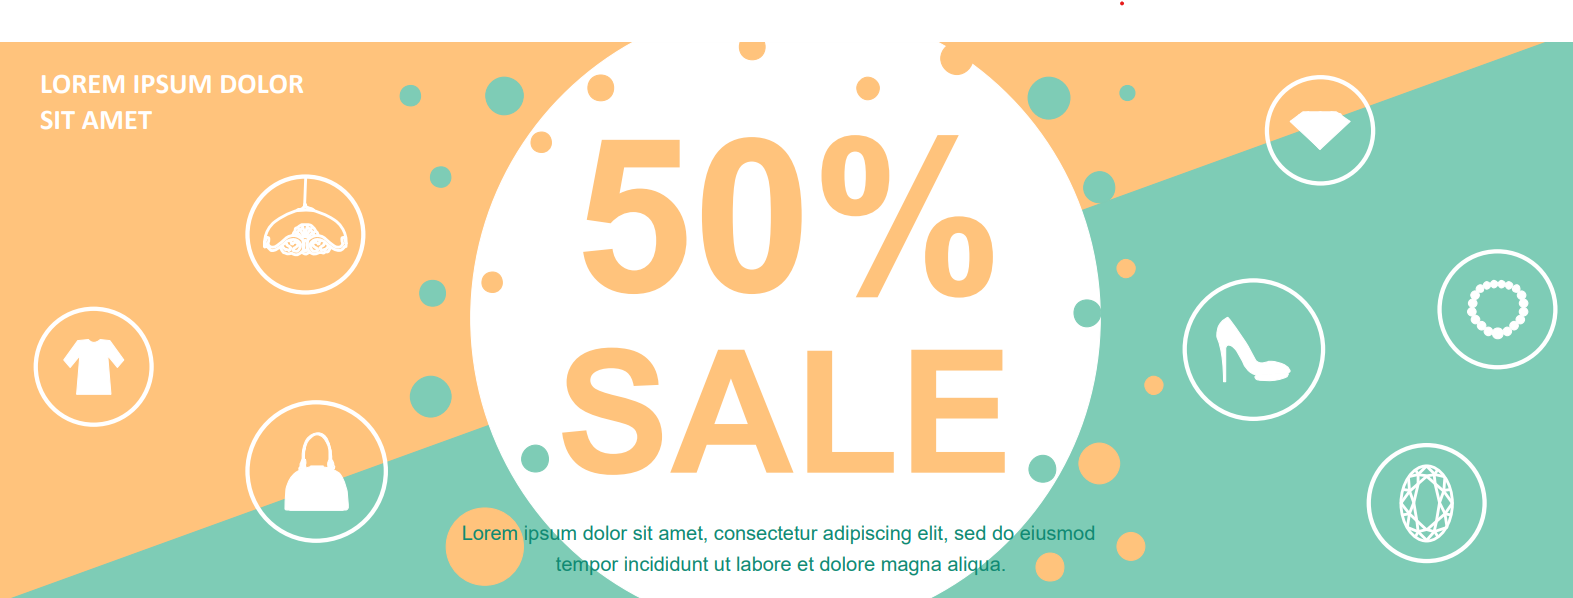 LOREM IPSUM DOLOR
SIT AMET
50%
SALE
Lorem ipsum dolor sit amet, consectetur adipiscing elit, sed do eiusmod
tempor incididunt ut labore et dolore magna aliqua.